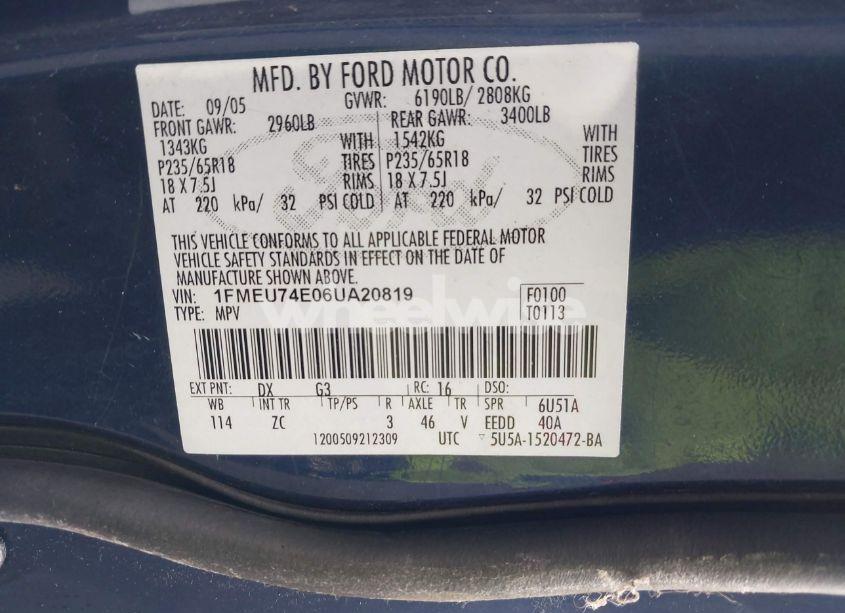 MFD. BY FORD MOTOR CO.
DATE: 09/05 GVWR: 6190LB/ 2808KG
FRONT GAWR: 2960LB REAR GAWR: 3400LB
1343KG WITH 1542KG WITH
P235/65R18 TIRES P235/65R18 TIRES
18 X 7.5J RIMS 18 X 7.5J RIMS
AT 220 kPa/ 32 PSI COLD AT 220 kPa/ 32 PSI COLD
THIS VEHICLE CONFORMS TO ALL APPLICABLE FEDERAL MOTOR
VEHICLE SAFETY STANDARDS IN EFFECT ON THE DATE OF
MANUFACTURE SHOWN ABOVE.
VIN: 1FMEU74E06UA20819 F0100
TYPE: MPV T0113
wheelwire
EXT PNT: DX G3 RC: 16 DSO:
WB INT TR TP/PS R AXLE TR SPR 6U51A
114 ZC 3 46 V EEDD 40A
1200509212309 UTC 5U5A-1520472-BA
Ford